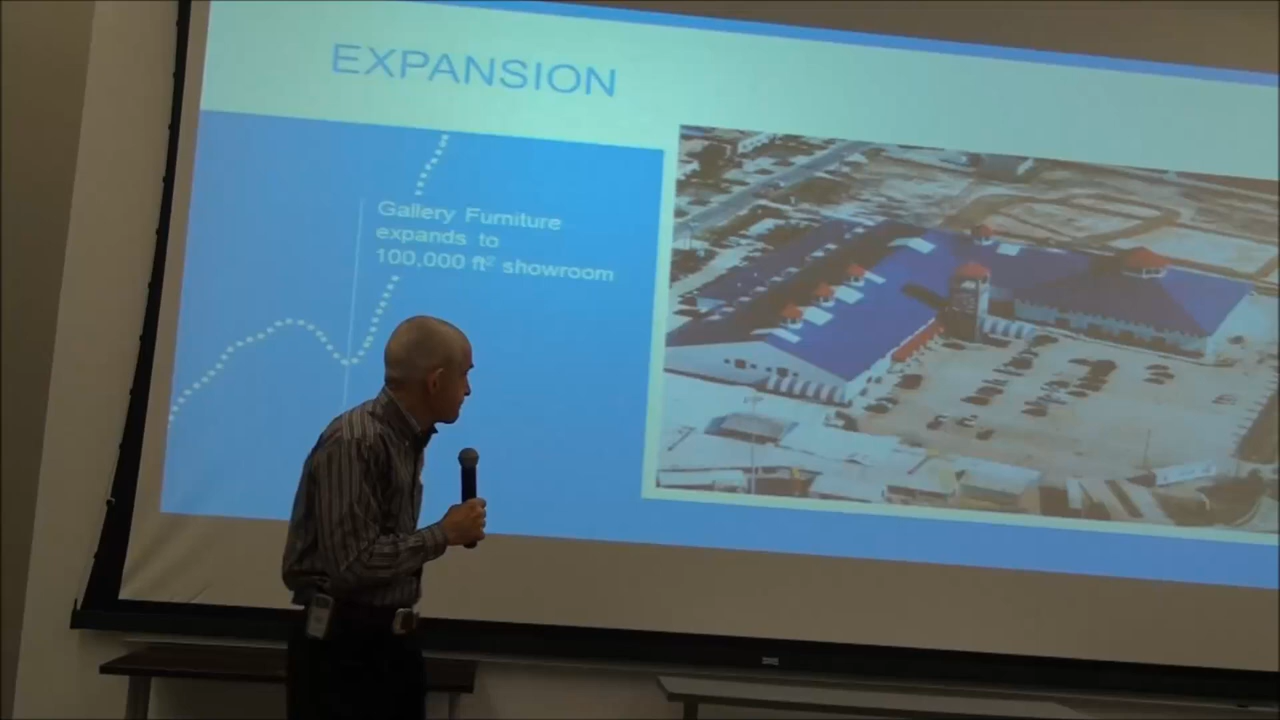 EXPANSION
Gallery Furniture
expands to
100,000 ft² showroom